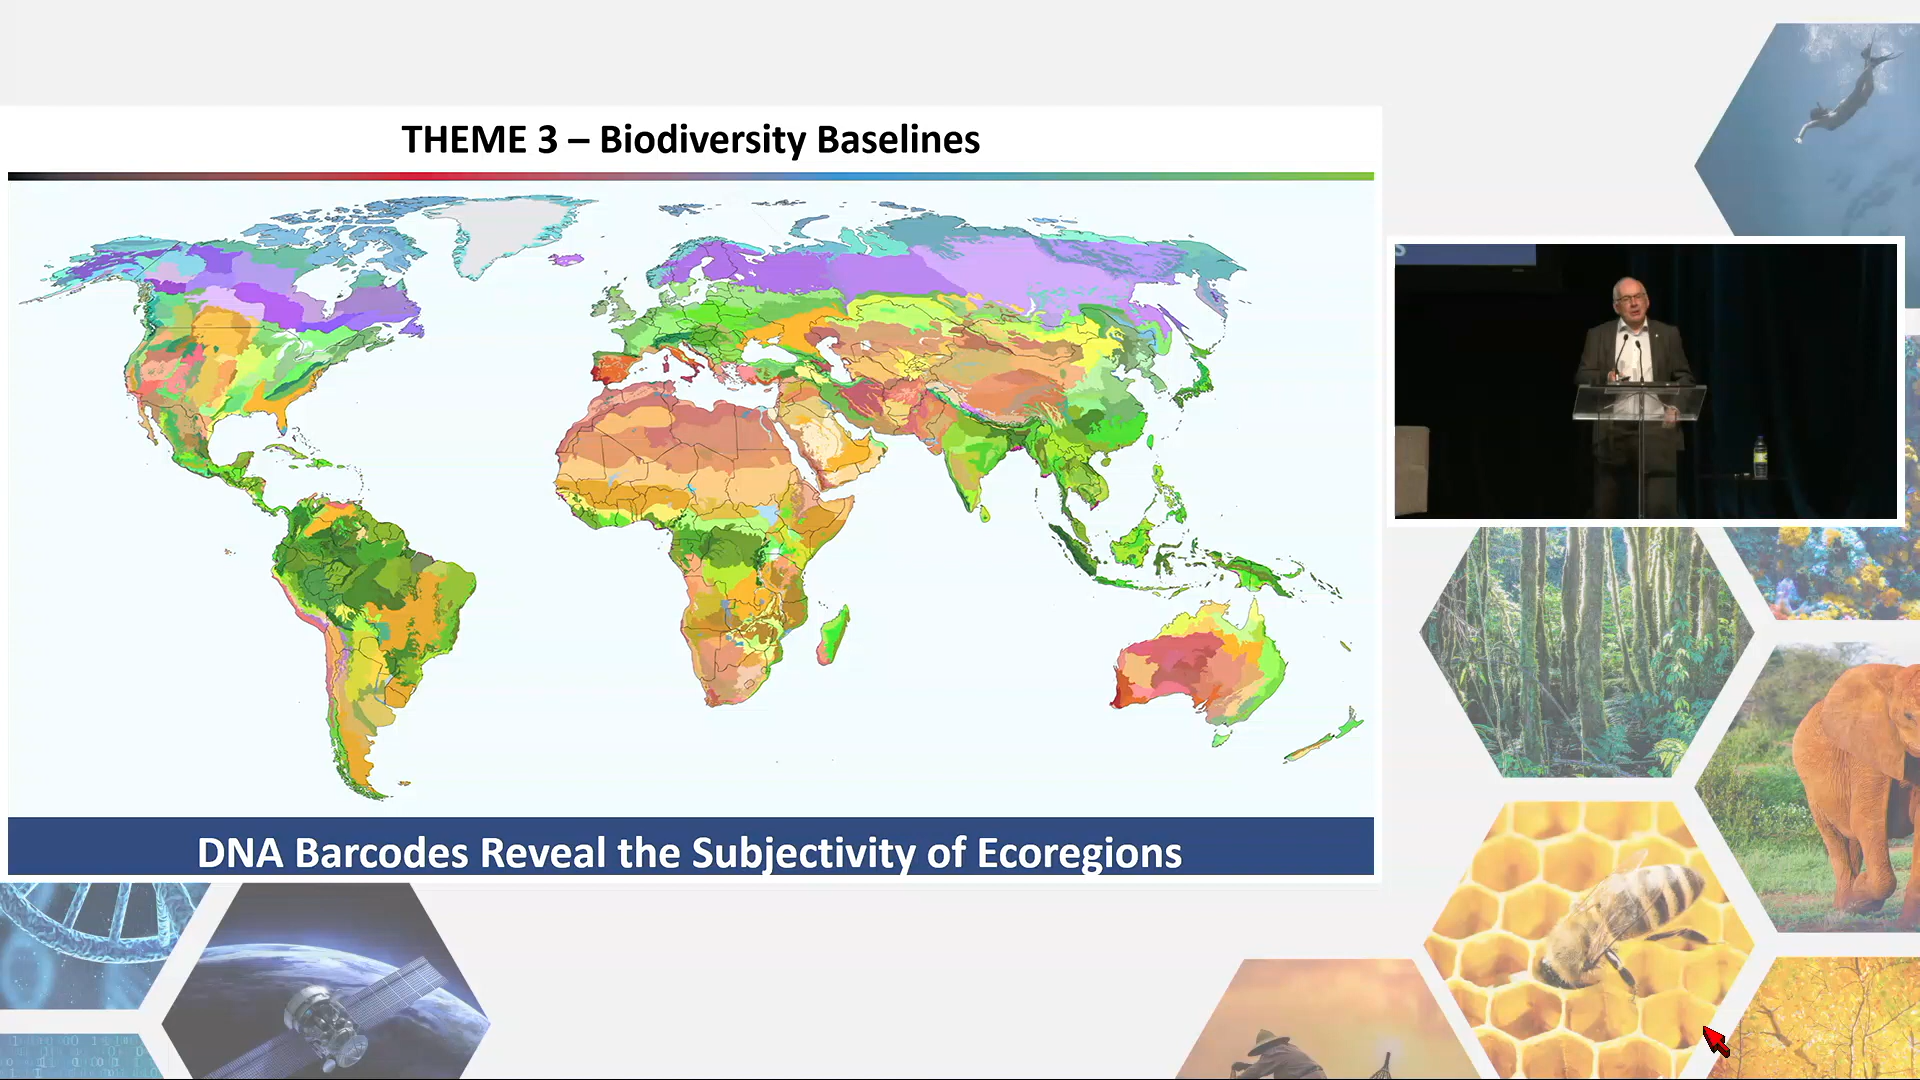 THEME 3 – Biodiversity Baselines
S
DNA Barcodes Reveal the Subjectivity of Ecoregions